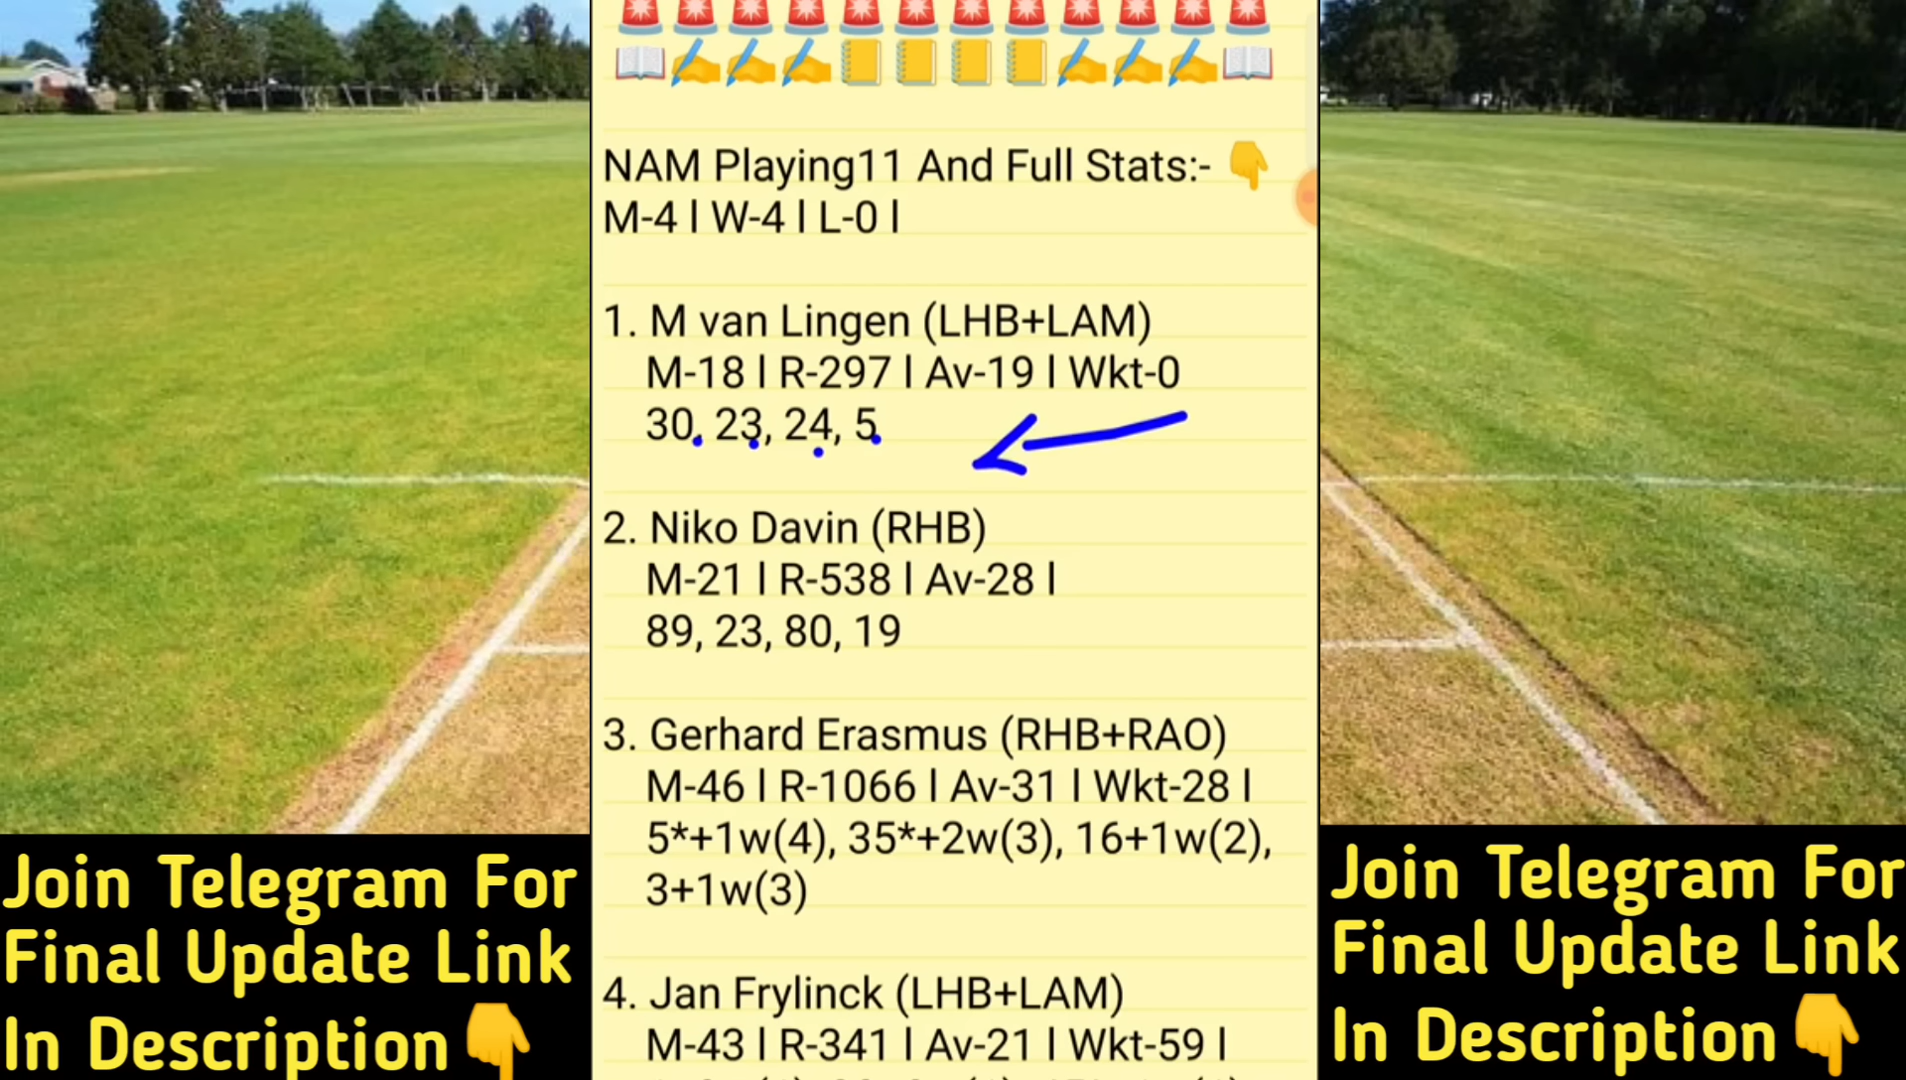 NAM Playing11 And Full Stats:- 👇
M-4 l W-4 l L-0 l
1. M van Lingen (LHB+LAM)
M-18 l R-297 l Av-19 l Wkt-0
30, 23, 24, 5
2. Niko Davin (RHB)
M-21 l R-538 l Av-28 l
89, 23, 80, 19
3. Gerhard Erasmus (RHB+RAO)
M-46 l R-1066 l Av-31 l Wkt-28 l
5*+1w(4), 35*+2w(3), 16+1w(2),
3+1w(3)
4. Jan Frylinck (LHB+LAM)
M-43 l R-341 l Av-21 l Wkt-59 l
Join Telegram For
Final Update Link
In Description👇
Join Telegram For
Final Update Link
In Description👇